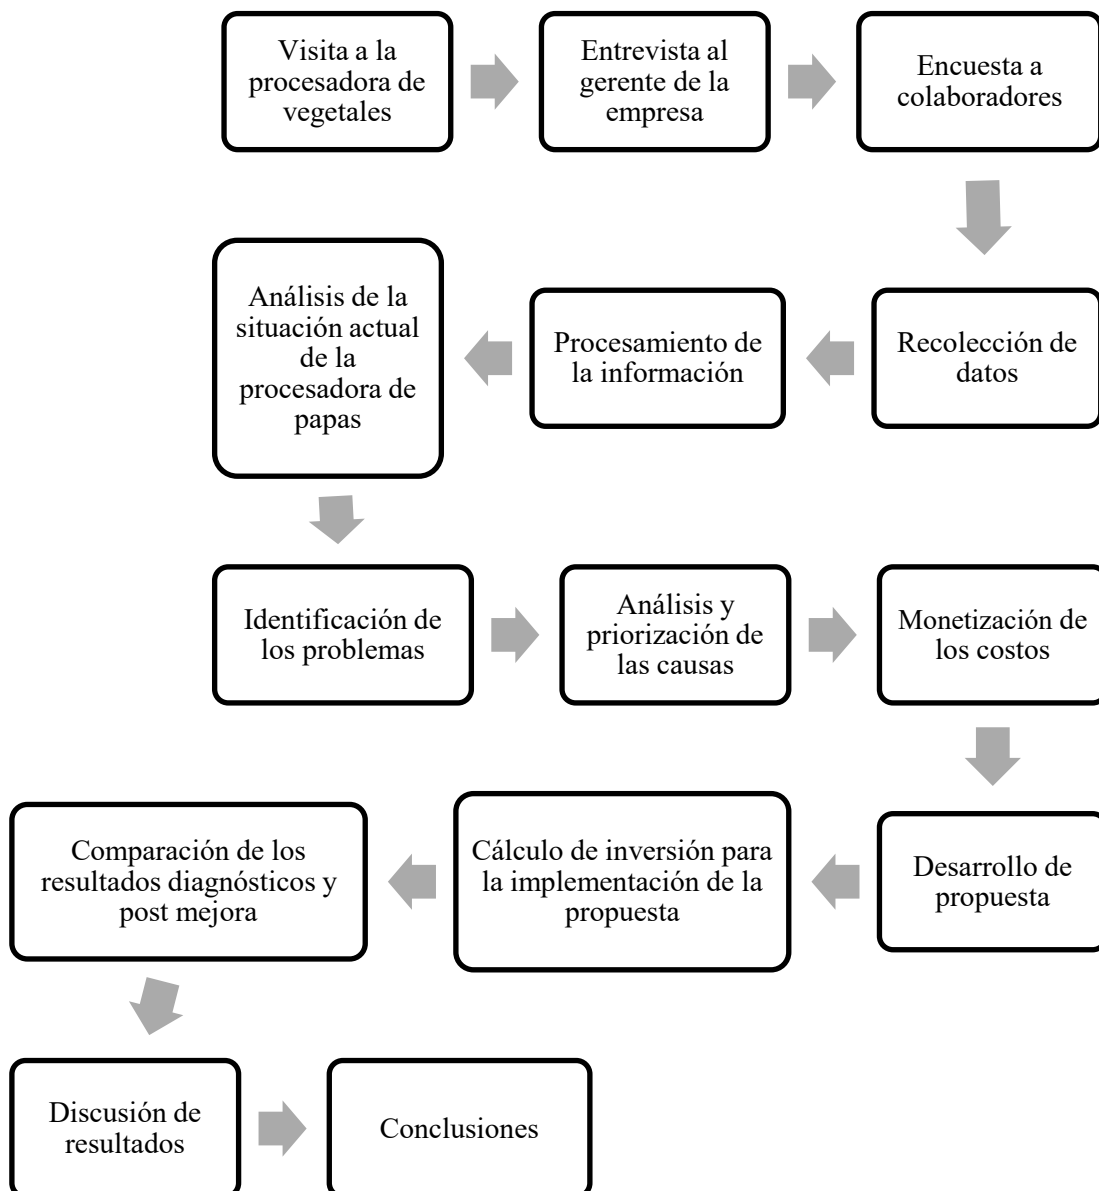 Visita a la
procesadora de
vegetales
Entrevista al
gerente de la
empresa
Encuesta a
colaboradores
Recolección de
datos
Procesamiento de
la información
Análisis de la
situación actual
de la
procesadora de
papas
Identificación de
los problemas
Análisis y
priorización de
las causas
Monetización de
los costos
Desarrollo de
propuesta
Cálculo de inversión para
la implementación de la
propuesta
Comparación de los
resultados diagnósticos y
post mejora
Discusión de
resultados
Conclusiones